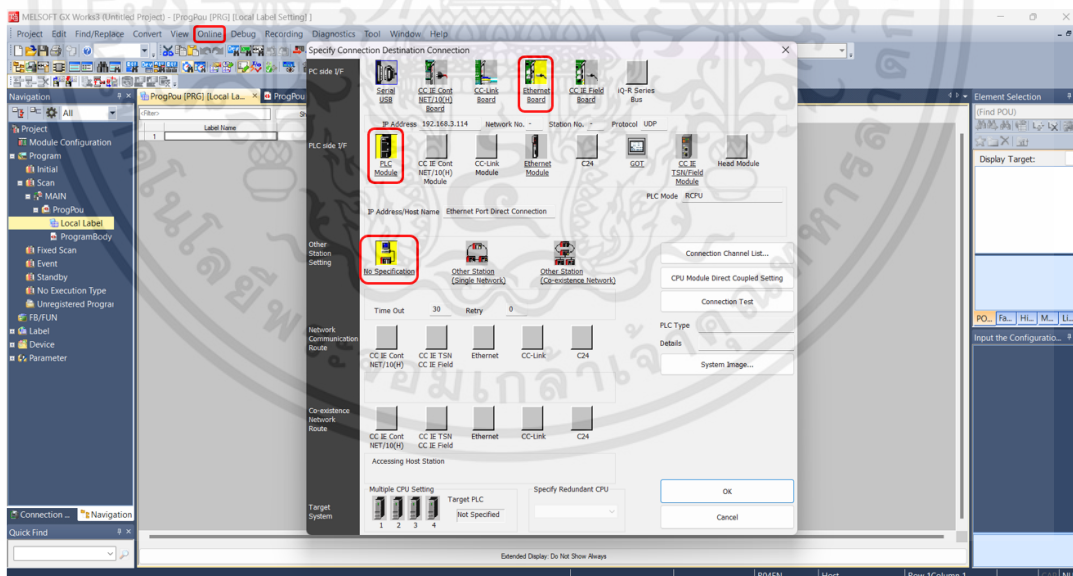 MELSOFT GX Works3 (Untitled Project) - [ProgPou [PRG] [Local Label Setting] ]
Project Edit Find/Replace Convert View Online Debug Recording Diagnostics Tool Window Help
Navigation
All
Project
Module Configuration
Program
Initial
Scan
MAIN
ProgPou
Local Label
ProgramBody
Fixed Scan
Event
Standby
No Execution Type
Unregistered Progra
FB/FUN
Label
Device
Parameter
Connection ...
Navigation
Quick Find
ProgPou [PRG] [Local La...
ProgPou
<Filter>
Label Name
1
Specify Connection Destination Connection
PC side I/F
Serial USB
CC IE Cont NET/10(H) Board
CC-Link Board
Ethernet Board
CC IE Field Board
iQ-R Series Bus
IP Address 192.168.3.114 Network No. - Station No. - Protocol UDP
PLC side I/F
PLC Module
CC IE Cont NET/10(H) Module
CC-Link Module
Ethernet Module
C24
GOT
CC IE TSN/Field Module
Head Module
PLC Mode RCPU
IP Address/Host Name Ethernet Port Direct Connection
Other Station Setting
No Specification
Other Station (Single Network)
Other Station (Co-existence Network)
Time Out 30 Retry 0
Network Communication Route
CC IE Cont NET/10(H)
CC IE TSN CC IE Field
Ethernet
CC-Link
C24
Co-existence Network Route
CC IE Cont NET/10(H)
CC IE TSN CC IE Field
Ethernet
CC-Link
C24
Accessing Host Station
Target System
Multiple CPU Setting
1 2 3 4
Target PLC
Not Specified
Specify Redundant CPU
Connection Channel List...
CPU Module Direct Coupled Setting
Connection Test
PLC Type
Details
System Image...
OK
Cancel
Extended Display: Do Not Show Always
Element Selection
(Find POU)
Display Target:
PO... Fa... Hi... M... Li...
Input the Configuratio...
R04EN Host Row 1Column 1 CAP NU